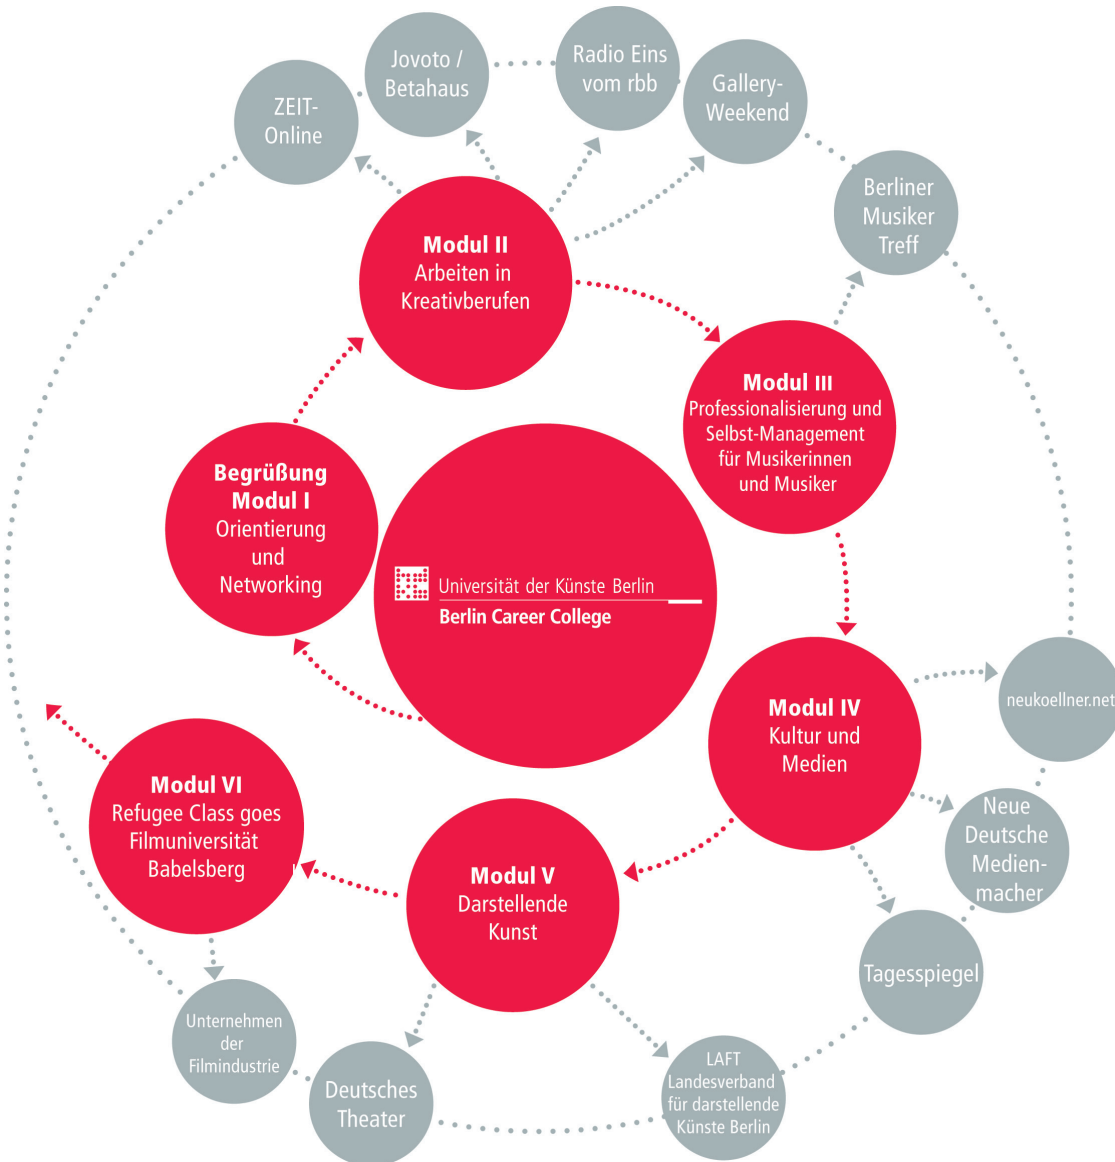 Jovoto /
Betahaus
Radio Eins
vom rbb
Gallery-
Weekend
ZEIT-
Online
Berliner
Musiker
Treff
Modul II
Arbeiten in
Kreativberufen
Modul III
Professionalisierung und
Selbst-Management
für Musikerinnen
und Musiker
Begrüßung
Modul I
Orientierung
und
Networking
Universität der Künste Berlin
Berlin Career College
Modul IV
Kultur und
Medien
neukoellner.net
Neue
Deutsche
Medien-
macher
Modul VI
Refugee Class goes
Filmuniversität
Babelsberg
Modul V
Darstellende
Kunst
Tagesspiegel
Unternehmen
der
Filmindustrie
Deutsches
Theater
LAFT
Landesverband
für darstellende
Künste Berlin